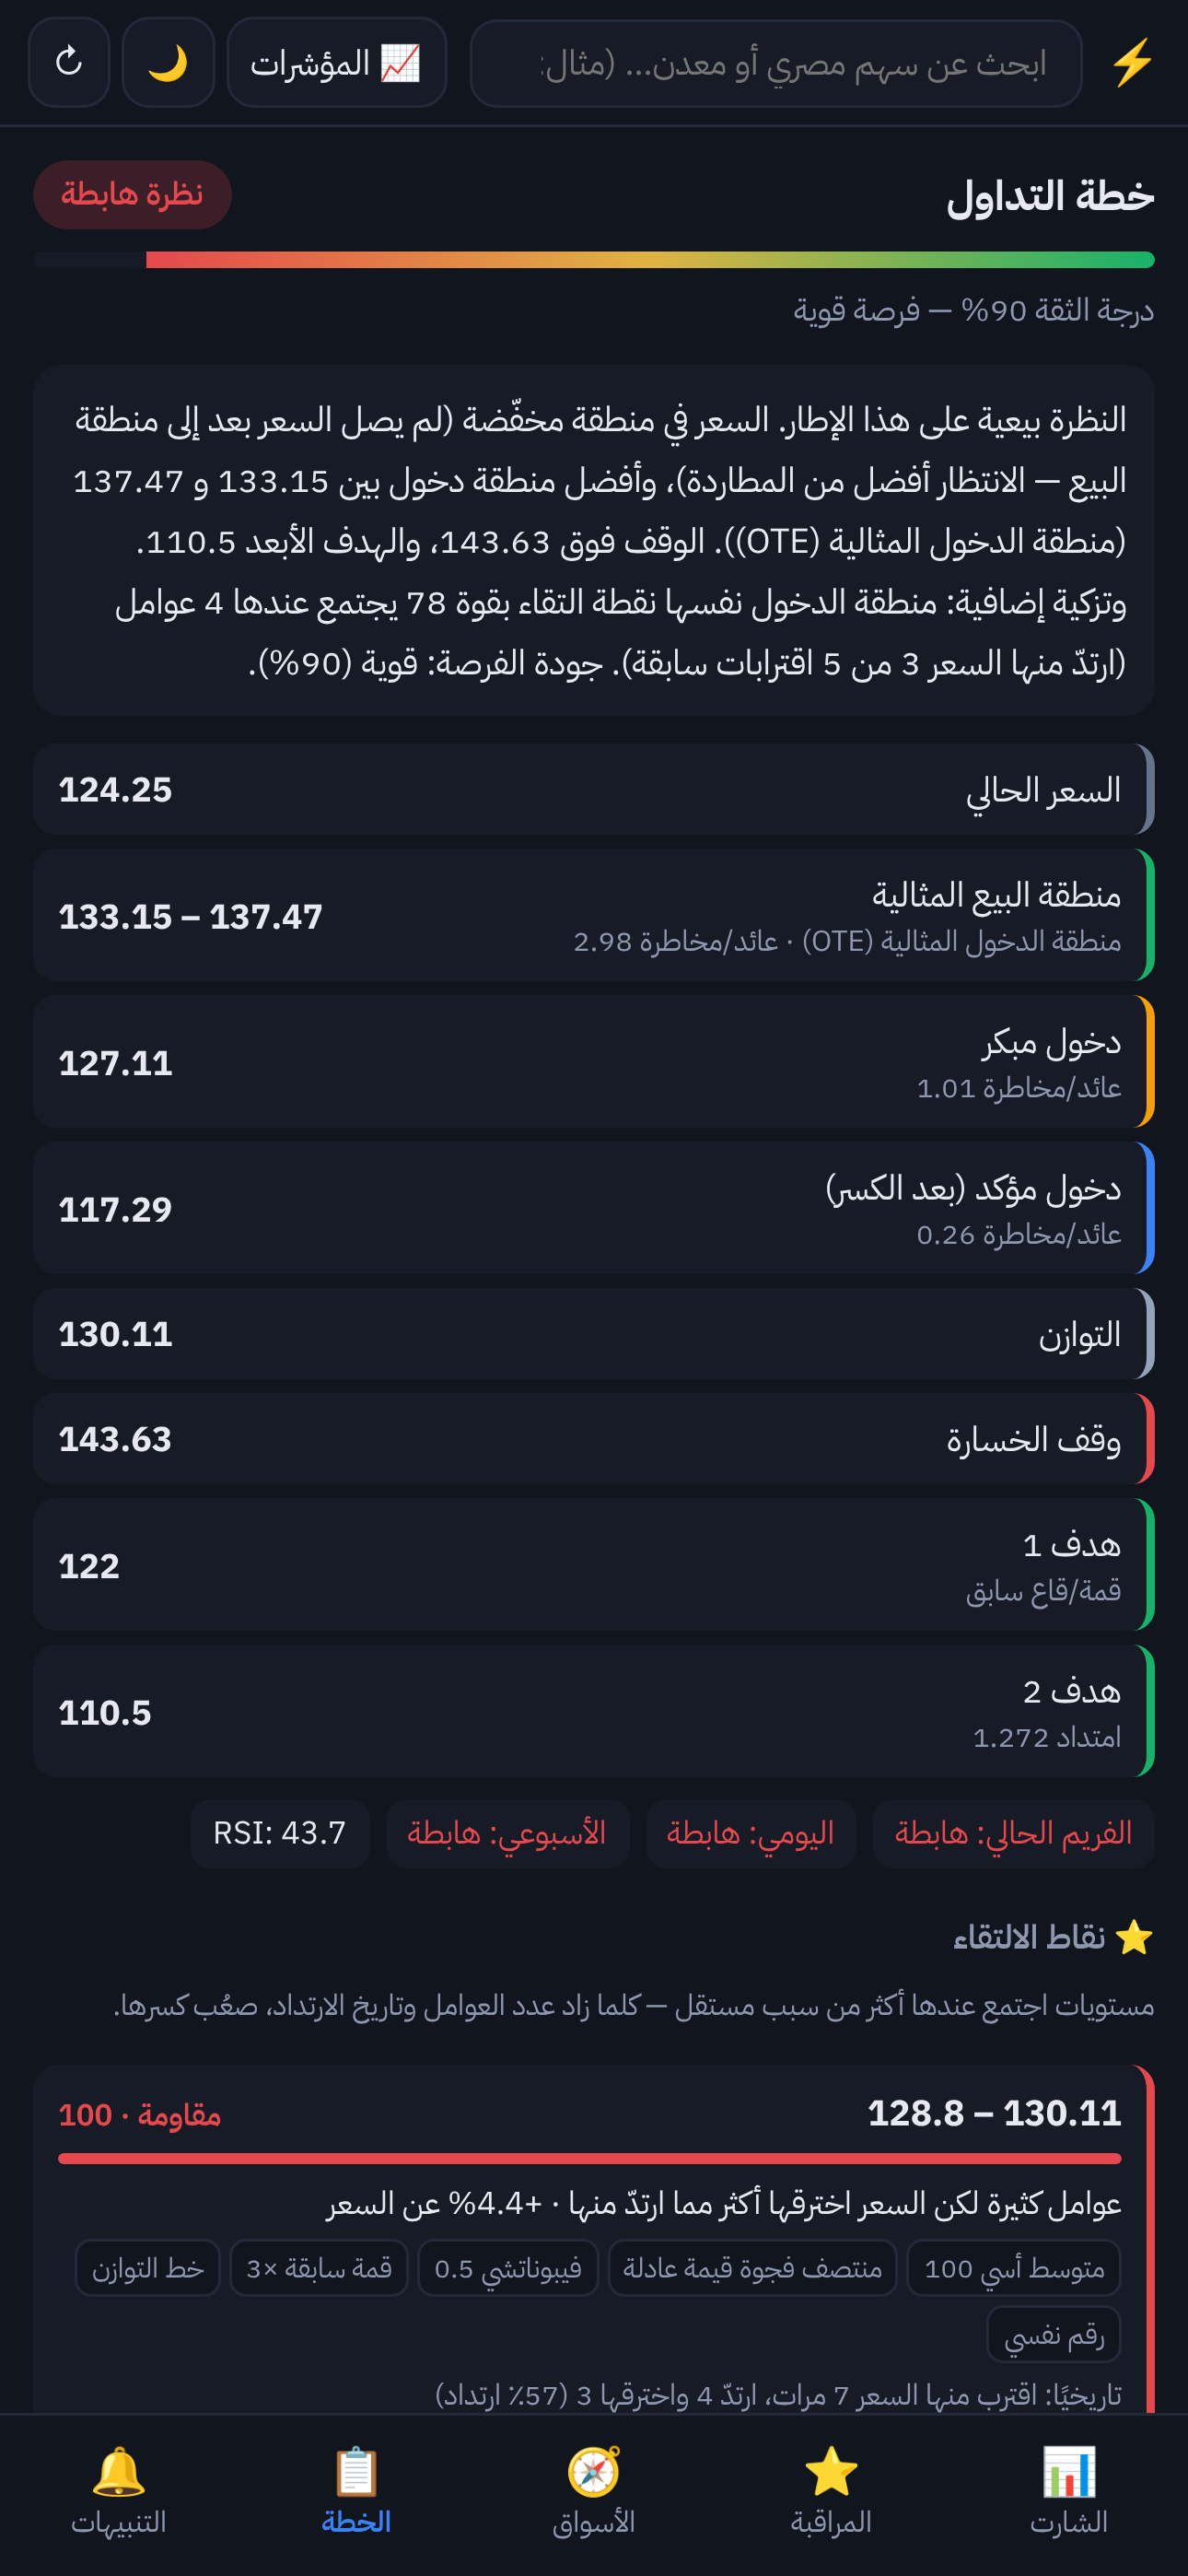 ابحث عن سهم مصري أو معدن... (مثال:
المؤشرات
خطة التداول
نظرة هابطة
درجة الثقة 90% — فرصة قوية
النظرة بيعية على هذا الإطار. السعر في منطقة مخفّضة (لم يصل السعر بعد إلى منطقة
البيع — الانتظار أفضل من المطاردة)، وأفضل منطقة دخول بين 133.15 و 137.47
(منطقة الدخول المثالية (OTE)). الوقف فوق 143.63، والهدف الأبعد 110.5.
وتزكية إضافية: منطقة الدخول نفسها نقطة التقاء بقوة 78 يجتمع عندها 4 عوامل
(ارتدّ منها السعر 3 من 5 اقترابات سابقة). جودة الفرصة: قوية (90%).
السعر الحالي
124.25
منطقة البيع المثالية
منطقة الدخول المثالية (OTE) · عائد/مخاطرة 2.98
133.15 – 137.47
دخول مبكر
عائد/مخاطرة 1.01
127.11
دخول مؤكد (بعد الكسر)
عائد/مخاطرة 0.26
117.29
التوازن
130.11
وقف الخسارة
143.63
هدف 1
قمة/قاع سابق
122
هدف 2
امتداد 1.272
110.5
الفريم الحالي: هابطة
اليومي: هابطة
الأسبوعي: هابطة
RSI: 43.7
⭐ نقاط الالتقاء
مستويات اجتمع عندها أكثر من سبب مستقل — كلما زاد عدد العوامل وتاريخ الارتداد، صعُب كسرها.
128.8 – 130.11
مقاومة · 100
عوامل كثيرة لكن السعر اخترقها أكثر مما ارتدّ منها · +4.4% عن السعر
متوسط أسي 100
منتصف فجوة قيمة عادلة
فيبوناتشي 0.5
قمة سابقة ×3
خط التوازن
رقم نفسي
تاريخيًا: اقترب منها السعر 7 مرات، ارتدّ 4 واخترقها 3 (57٪ ارتداد)
الشارت
المراقبة
الأسواق
الخطة
التنبيهات